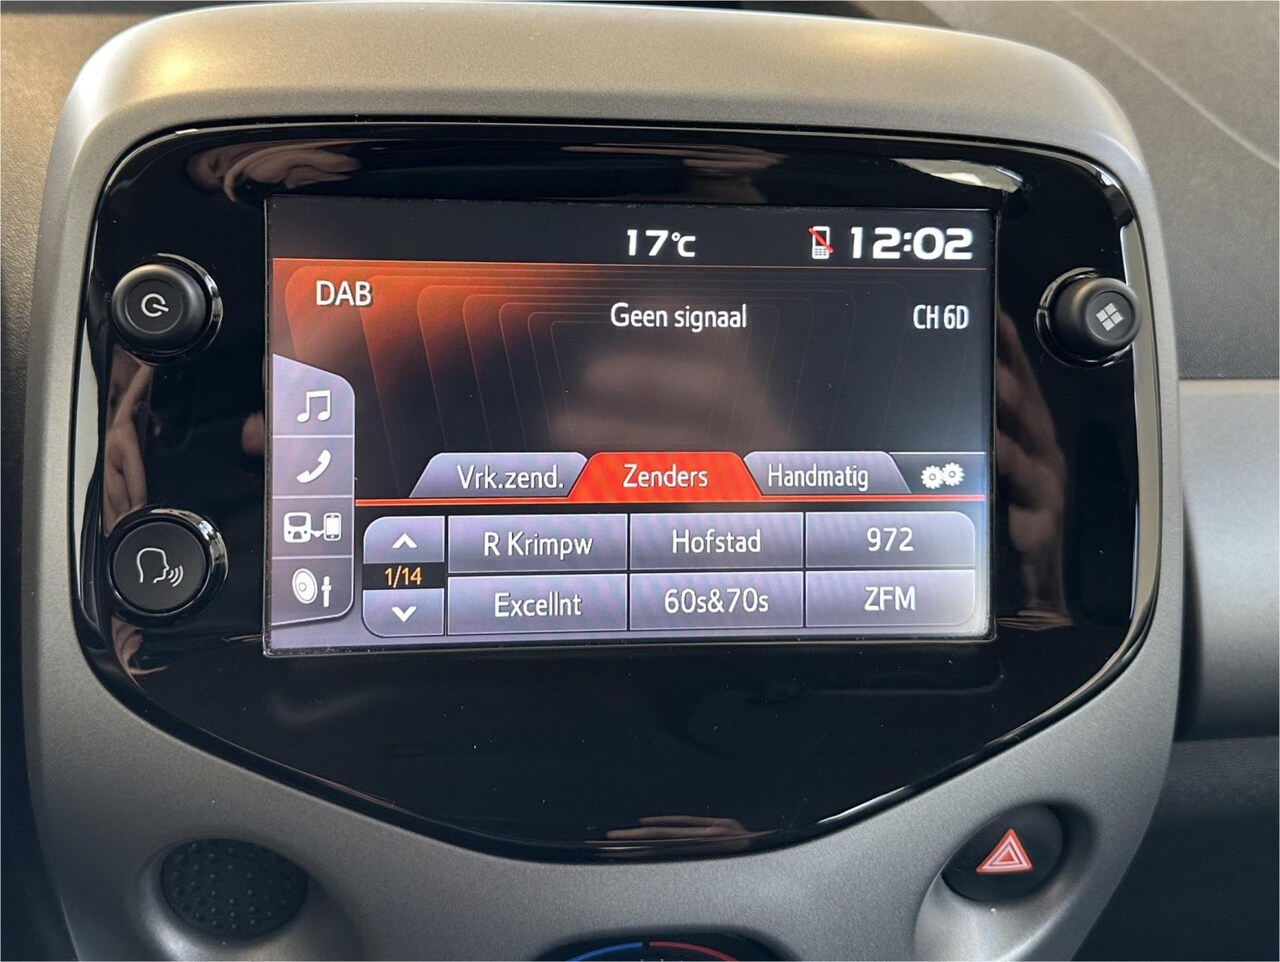 17°C 12:02
DAB
Geen signaal CH 6D
Vrk.zend. Zenders Handmatig
R Krimpw Hofstad 972
1/14
Excellnt 60s&70s ZFM